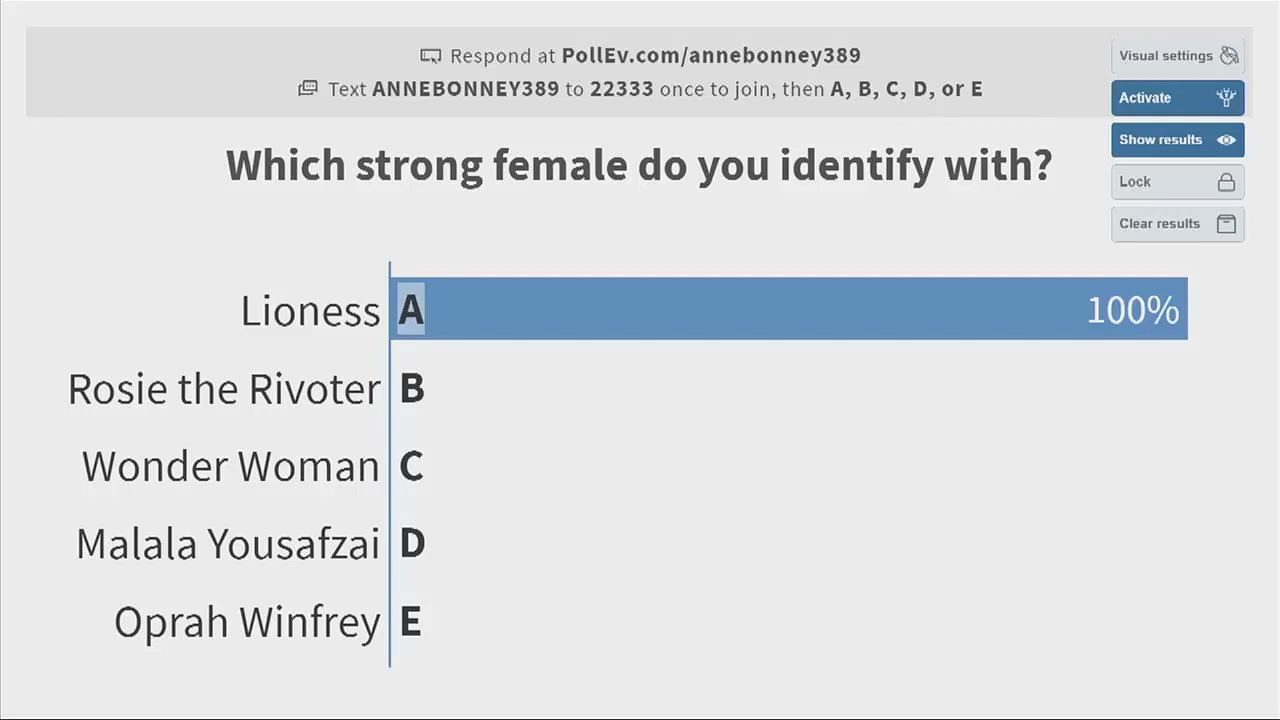 Respond at PollEv.com/annebonney389
Text ANNEBONNEY389 to 22333 once to join, then A, B, C, D, or E
Visual settings
Activate
Show results
Lock
Clear results
Which strong female do you identify with?
Lioness A 100%
Rosie the Rivoter B
Wonder Woman C
Malala Yousafzai D
Oprah Winfrey E